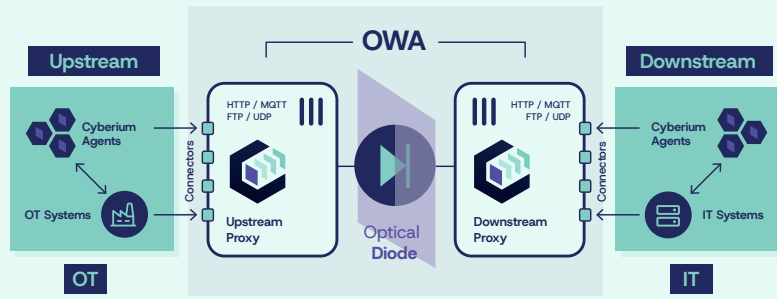 OWA
Upstream
Downstream
HTTP / MQTT
FTP / UDP
HTTP / MQTT
FTP / UDP
Cyberium
Agents
Cyberium
Agents
Connectors
Connectors
OT Systems
IT Systems
Upstream
Proxy
Optical
Diode
Downstream
Proxy
OT
IT